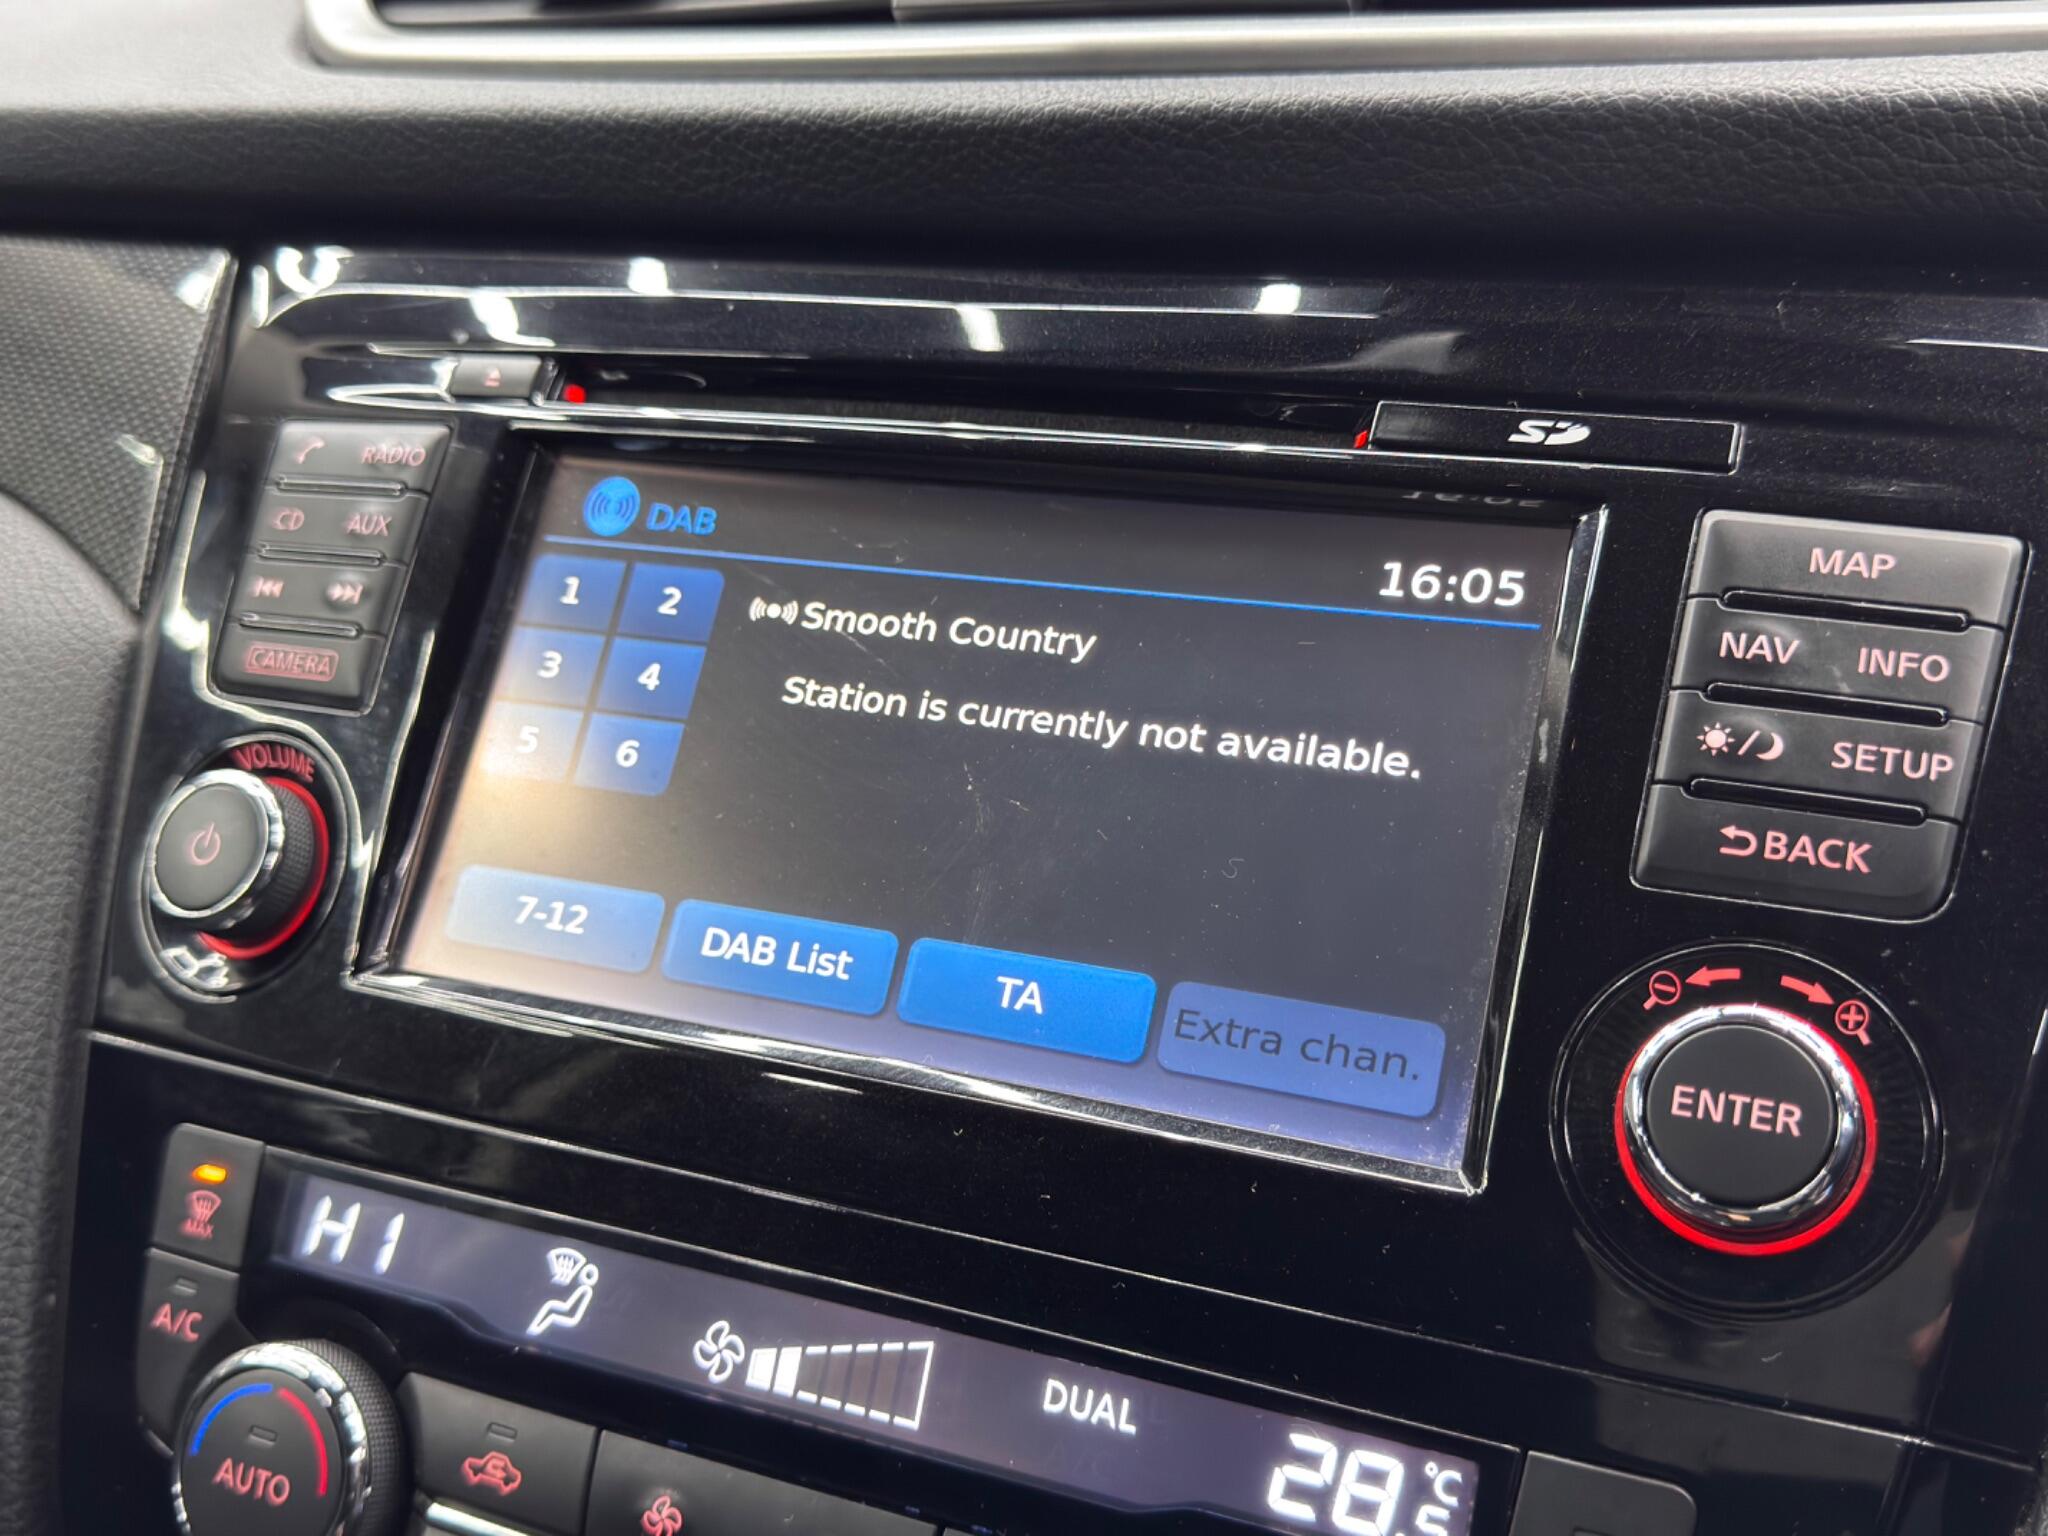 SD
RADIO
CD AUX
CAMERA
VOLUME
DAB
16:05
1 2
3 4
5 6
Smooth Country
Station is currently not available.
7-12
DAB List
TA
Extra chan.
MAP
NAV INFO
SETUP
BACK
ENTER
MAX
A/C
AUTO
HI
DUAL
28.5 °C